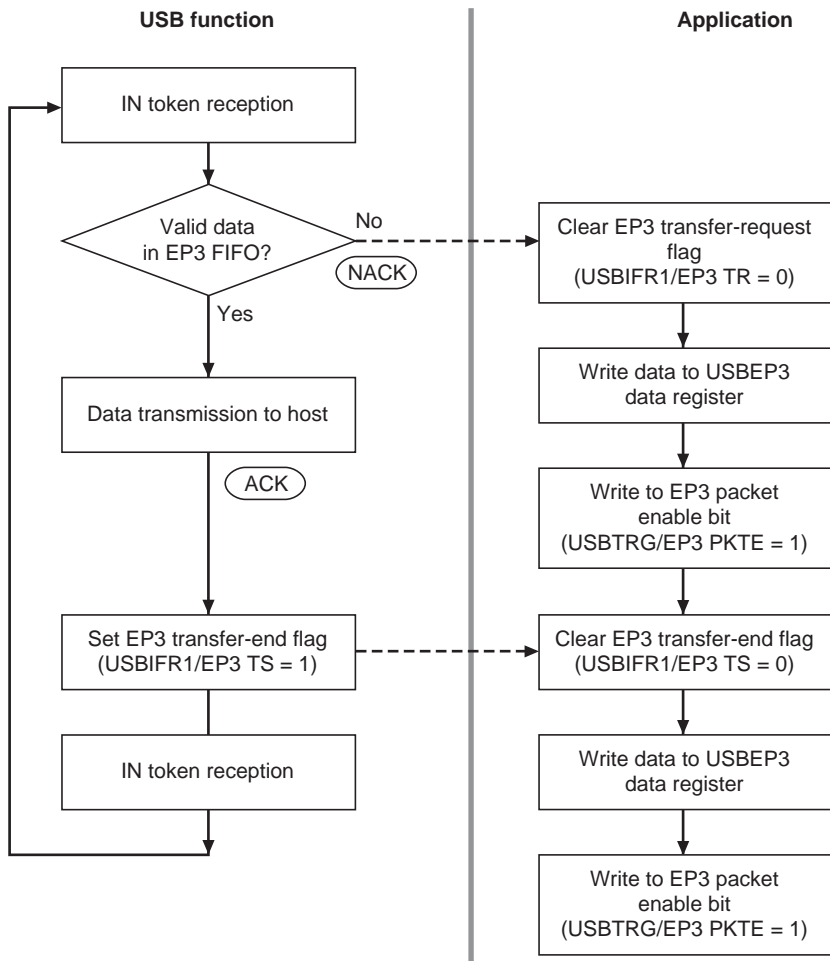 USB function
Application
IN token reception
Valid data
in EP3 FIFO?
No
NACK
Yes
Data transmission to host
ACK
Set EP3 transfer-end flag
(USBIFR1/EP3 TS = 1)
IN token reception
Clear EP3 transfer-request
flag
(USBIFR1/EP3 TR = 0)
Write data to USBEP3
data register
Write to EP3 packet
enable bit
(USBTRG/EP3 PKTE = 1)
Clear EP3 transfer-end flag
(USBIFR1/EP3 TS = 0)
Write data to USBEP3
data register
Write to EP3 packet
enable bit
(USBTRG/EP3 PKTE = 1)